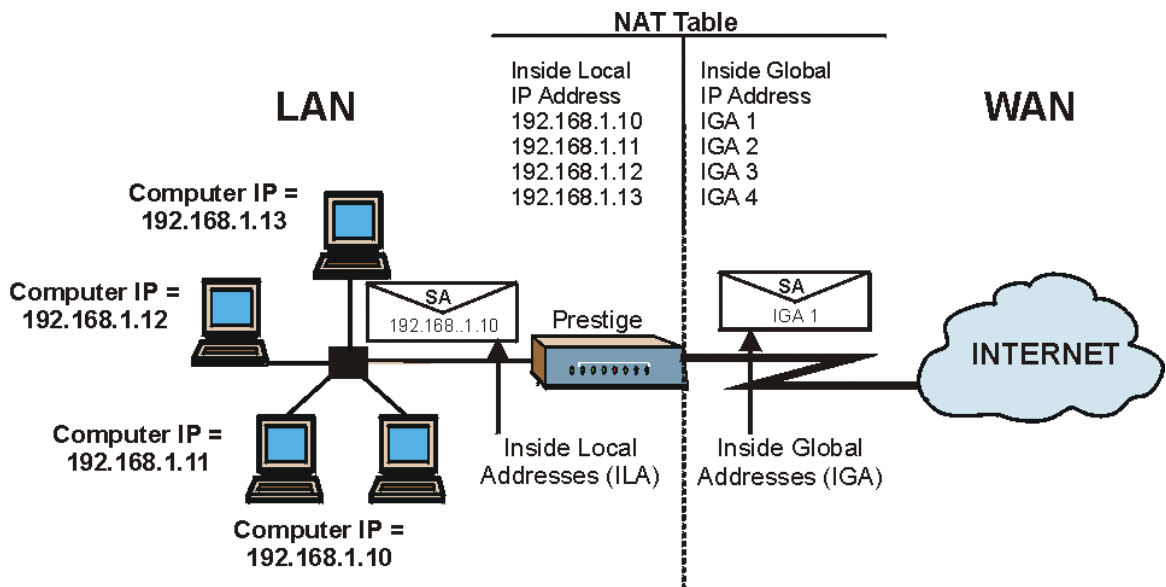 NAT Table
Inside Local
IP Address
192.168.1.10
192.168.1.11
192.168.1.12
192.168.1.13
Inside Global
IP Address
IGA 1
IGA 2
IGA 3
IGA 4
LAN
WAN
Computer IP =
192.168.1.13
Computer IP =
192.168.1.12
Computer IP =
192.168.1.11
Computer IP =
192.168.1.10
SA
192.168..1.10
Prestige
SA
IGA 1
INTERNET
Inside Local
Addresses (ILA)
Inside Global
Addresses (IGA)